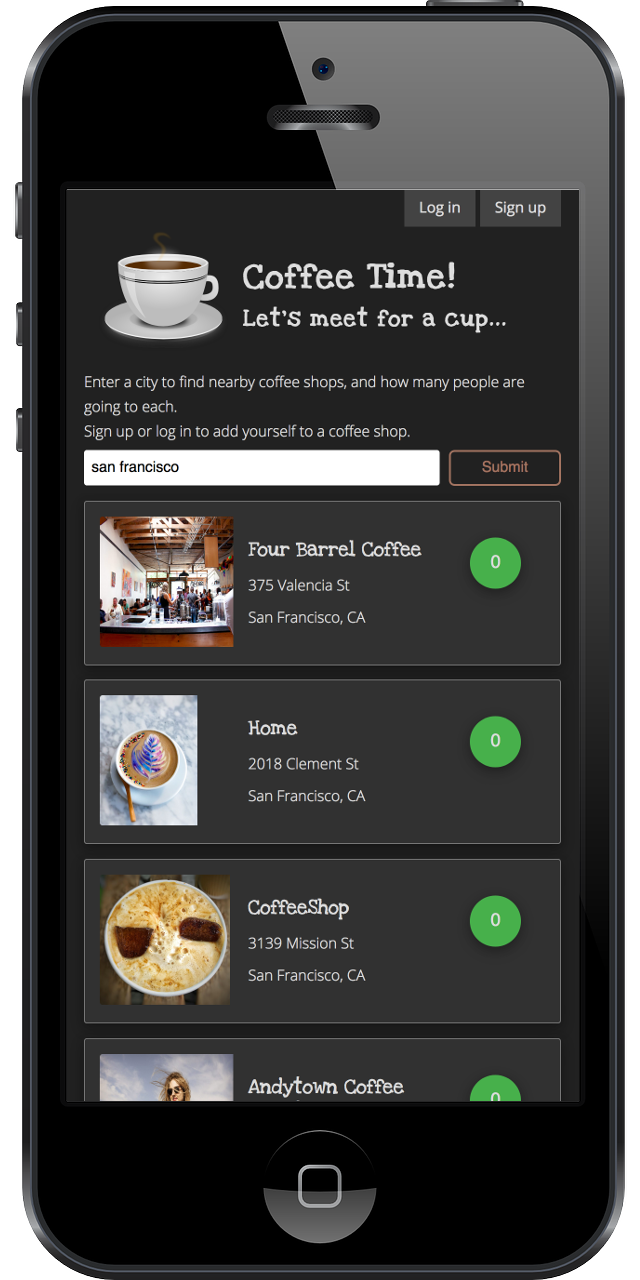 Log in Sign up
Coffee Time!
Let's meet for a cup...
Enter a city to find nearby coffee shops, and how many people are
going to each.
Sign up or log in to add yourself to a coffee shop.
san francisco Submit
Four Barrel Coffee
0
375 Valencia St
San Francisco, CA
Home
0
2018 Clement St
San Francisco, CA
CoffeeShop
0
3139 Mission St
San Francisco, CA
Andytown Coffee
0